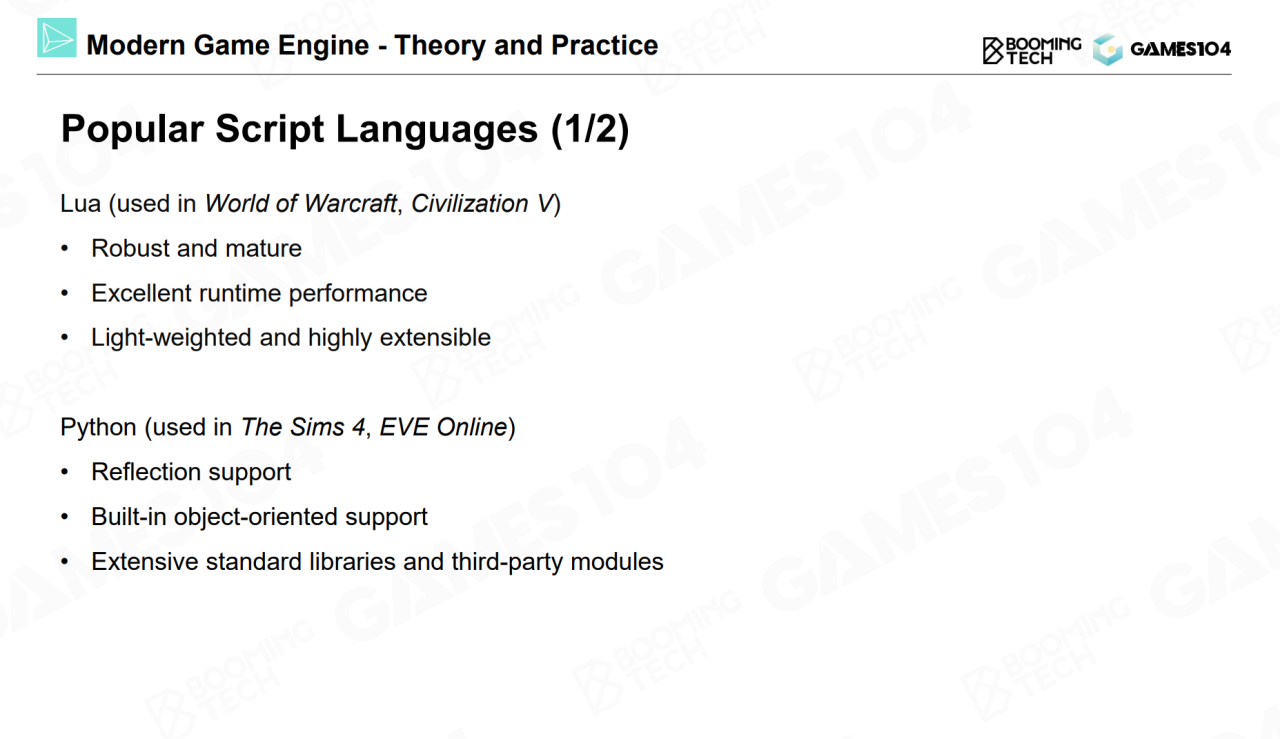 Modern Game Engine - Theory and Practice
BOOMING
TECH
GAMES104
Popular Script Languages (1/2)
Lua (used in World of Warcraft, Civilization V)
• Robust and mature
• Excellent runtime performance
• Light-weighted and highly extensible
Python (used in The Sims 4, EVE Online)
• Reflection support
• Built-in object-oriented support
• Extensive standard libraries and third-party modules